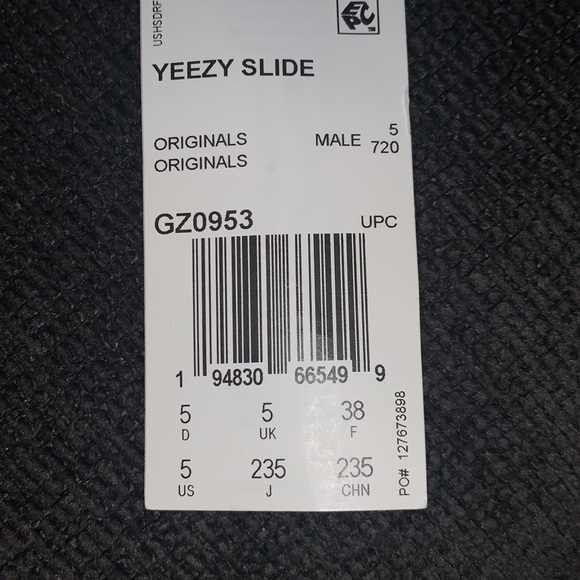 USHSDRF
EPC™
YEEZY SLIDE
ORIGINALS MALE 5
ORIGINALS 720
GZ0953 UPC
1 94830 66549 9
5 5 38
D UK F
5 235 235
US J CHN
PO# 127673898